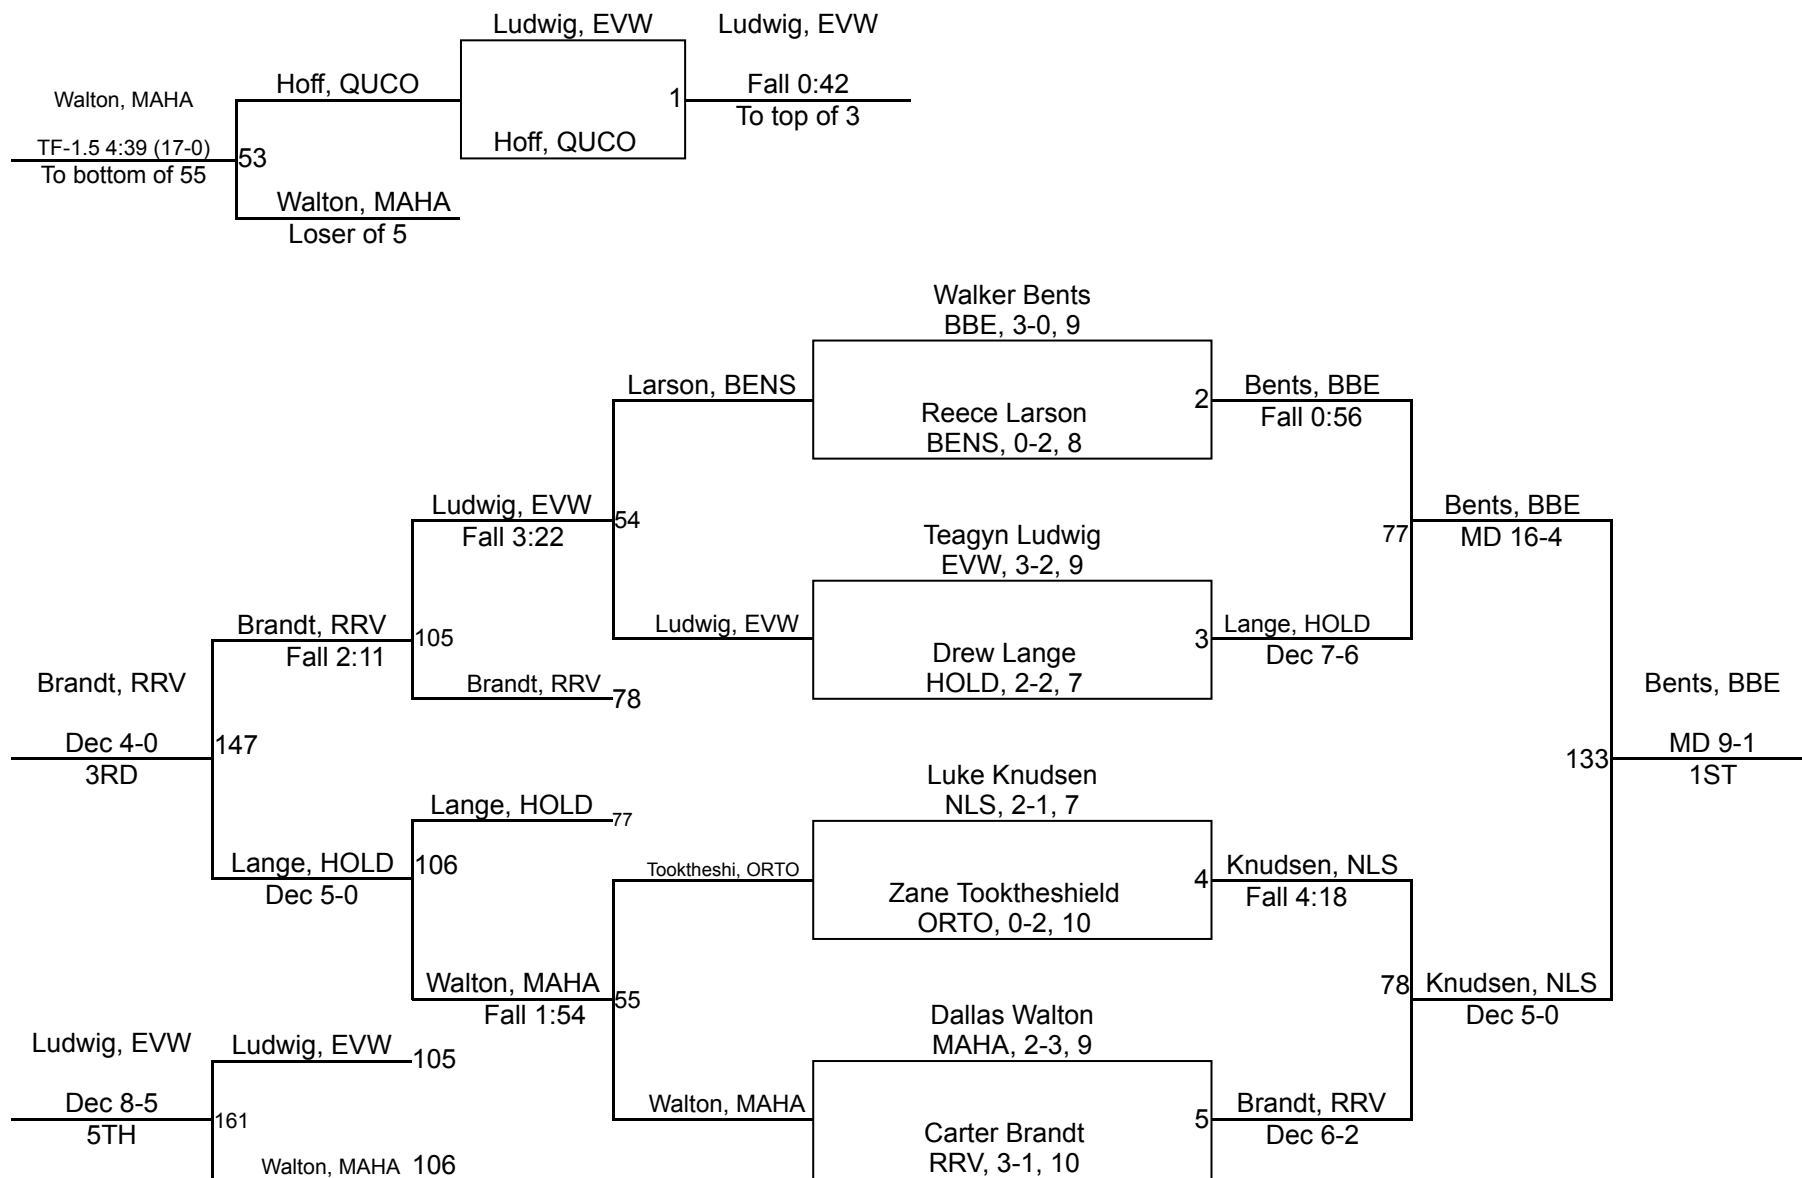 Ludwig, EVW
Ludwig, EVW
Walton, MAHA
Hoff, QUCO
1
Fall 0:42
To top of 3
TF-1.5 4:39 (17-0)
53
Hoff, QUCO
To bottom of 55
Walton, MAHA
Loser of 5
Walker Bents
BBE, 3-0, 9
Larson, BENS
2
Bents, BBE
Reece Larson
Fall 0:56
BENS, 0-2, 8
Ludwig, EVW
54
Bents, BBE
Fall 3:22
Teagyn Ludwig
77
MD 16-4
EVW, 3-2, 9
Brandt, RRV
105
Ludwig, EVW
3
Lange, HOLD
Fall 2:11
Drew Lange
Dec 7-6
Brandt, RRV
Brandt, RRV
78
HOLD, 2-2, 7
Bents, BBE
Dec 4-0
147
133
MD 9-1
3RD
Luke Knudsen
1ST
Lange, HOLD
77
NLS, 2-1, 7
Lange, HOLD
106
Tooktheshi, ORTO
4
Knudsen, NLS
Dec 5-0
Zane Tooktheshield
Fall 4:18
ORTO, 0-2, 10
Walton, MAHA
55
78
Knudsen, NLS
Fall 1:54
Dallas Walton
Dec 5-0
Ludwig, EVW
Ludwig, EVW
105
MAHA, 2-3, 9
Dec 8-5
161
Walton, MAHA
5
Brandt, RRV
5TH
Carter Brandt
Dec 6-2
Walton, MAHA
106
RRV, 3-1, 10